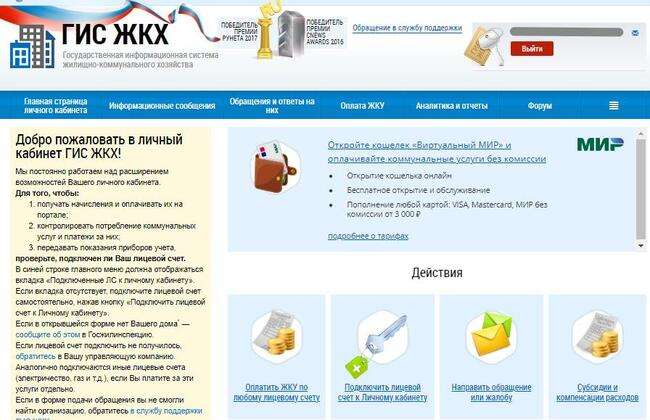 ГИС ЖКХ
Государственная информационная система
жилищно-коммунального хозяйства
ПОБЕДИТЕЛЬ
ПРЕМИИ
РУНЕТА 2017
ПОБЕДИТЕЛЬ
ПРЕМИИ
CNEWS
AWARDS 2016
Обращение в службу поддержки
Выйти
Главная страница
личного кабинета
Информационные сообщения
Обращения и ответы на
них
Оплата ЖКУ
Аналитика и отчеты
Форум
Добро пожаловать в личный
кабинет ГИС ЖКХ!
Мы постоянно работаем над расширением
возможностей Вашего личного кабинета.
Для того, чтобы:
1. получать начисления и оплачивать их на
портале;
2. контролировать потребление коммунальных
услуг и платежи за них;
3. передавать показания приборов учета,
проверьте, подключен ли Ваш лицевой счет.
В синей строке главного меню должна отображаться
вкладка «Подключенные ЛС к личному кабинету».
Если вкладка отсутствует, подключите лицевой счет
самостоятельно, нажав кнопку «Подключить лицевой
счет к Личному кабинету».
Если в открывшейся форме нет Вашего дома* –
сообщите об этом в Госжилинспекцию.
Если лицевой счет подключить не получилось,
обратитесь в Вашу управляющую компанию.
Аналогично подключаются иные лицевые счета
(электричество, газ и т.д.), если Вы платите за эти
услуги отдельно.
Если в форме подачи обращения вы не смогли
найти организацию, обратитесь в службу поддержки
Откройте кошелек «Виртуальный МИР» и
оплачивайте коммунальные услуги без комиссии
МИР
• Открытие кошелька онлайн
• Бесплатное открытие и обслуживание
• Пополнение любой картой: VISA, Mastercard, МИР без
комиссии от 3 000 ₽
подробнее о тарифах
Действия
Оплатить ЖКУ по
любому лицевому счету
Подключить лицевой
счет к Личному кабинету
Направить обращение
или жалобу
Субсидии и
компенсации расходов